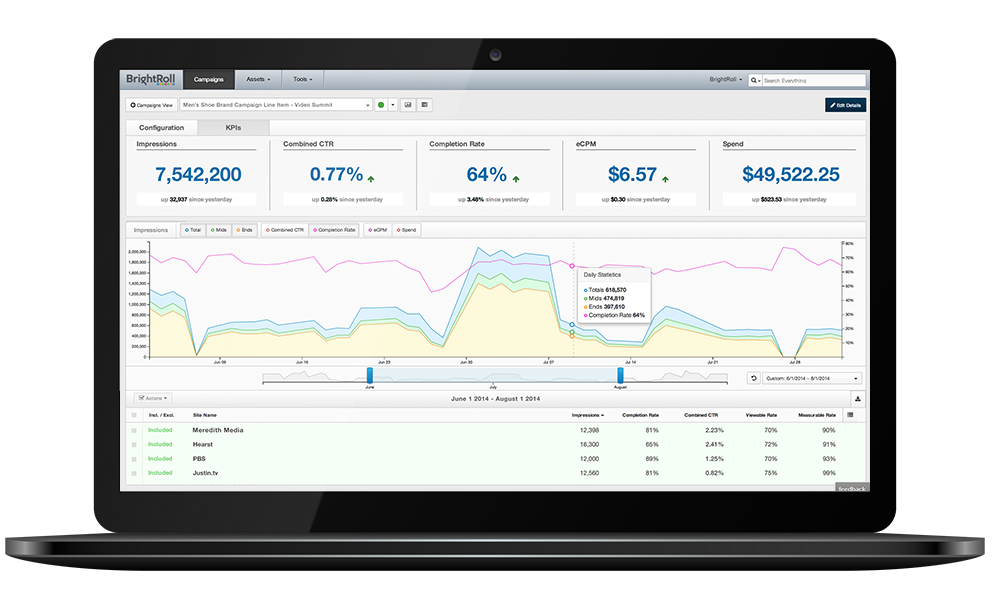 BrightRoll Campaigns Assets Tools BrightRoll Search Everything
Campaigns View Men's Shoe Brand Campaign Line Item - Video Summit Edit Details
Configuration KPIs
Impressions Combined CTR Completion Rate eCPM Spend
7,542,200 0.77% 64% $6.57 $49,522.25
up 32,937 since yesterday up 0.28% since yesterday up 3.48% since yesterday up $0.30 since yesterday up $523.53 since yesterday
Impressions Total Mids Ends Combined CTR Completion Rate eCPM Spend
80%
2,000,000
1,800,000 70%
1,600,000 60%
1,400,000 50%
1,200,000
1,000,000 40%
800,000 30%
600,000 20%
400,000
200,000 10%
0
Daily Statistics
Totals 618,570
Mids 474,819
Ends 397,610
Completion Rate 64%
Jun 09 Jun 16 Jun 23 Jun 30 Jul 07 Jul 14 Jul 21 Jul 28
June July August
Custom: 6/1/2014 - 8/1/2014
Actions June 1 2014 - August 1 2014
Incl. / Excl. Site Name Impressions Completion Rate Combined CTR Viewable Rate Measurable Rate
Included Meredith Media 12,398 81% 2.23% 70% 90%
Included Hearst 16,300 65% 2.41% 72% 91%
Included PBS 12,000 89% 1.25% 70% 93%
Included Justin.tv 12,560 81% 0.82% 75% 99%
feedback